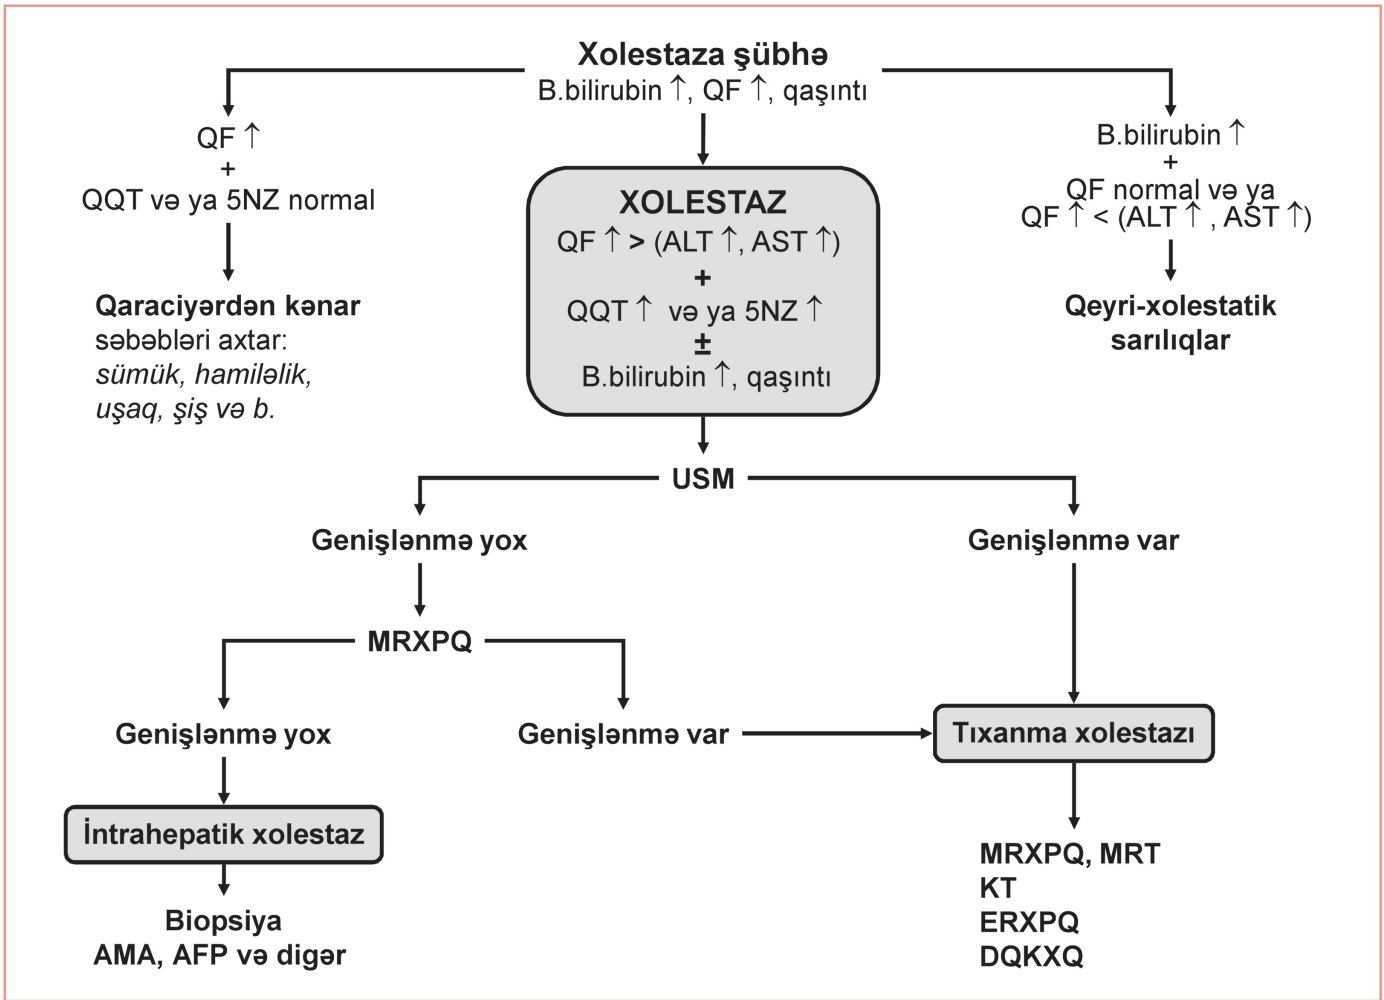 Xolestaza şübhə
B.bilirubin ↑, QF ↑, qaşıntı
QF ↑
+
QQT və ya 5NZ normal
Qaraciyərdən kənar
səbəbləri axtar:
sümük, hamiləlik,
uşaq, şiş və b.
XOLESTAZ
QF ↑ > (ALT ↑, AST ↑)
+
QQT ↑ və ya 5NZ ↑
±
B.bilirubin ↑, qaşıntı
B.bilirubin ↑
+
QF normal və ya
QF ↑ < (ALT ↑ , AST ↑)
Qeyri-xolestatik
sarılıqlar
USM
Genişlənmə yox
Genişlənmə var
MRXPQ
Genişlənmə yox
Genişlənmə var
Tıxanma xolestazı
İntrahepatik xolestaz
Biopsiya
AMA, AFP və digər
MRXPQ, MRT
KT
ERXPQ
DQKXQ